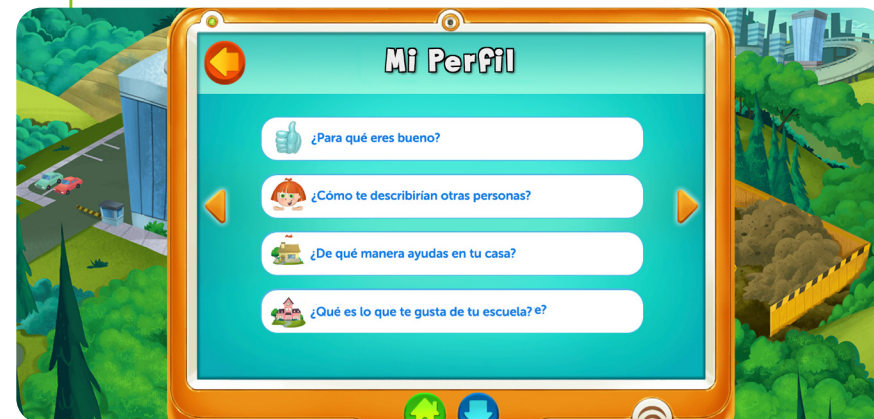 Mi Perfil
¿Para qué eres bueno?
¿Cómo te describirían otras personas?
¿De qué manera ayudas en tu casa?
¿Qué es lo que te gusta de tu escuela? e?